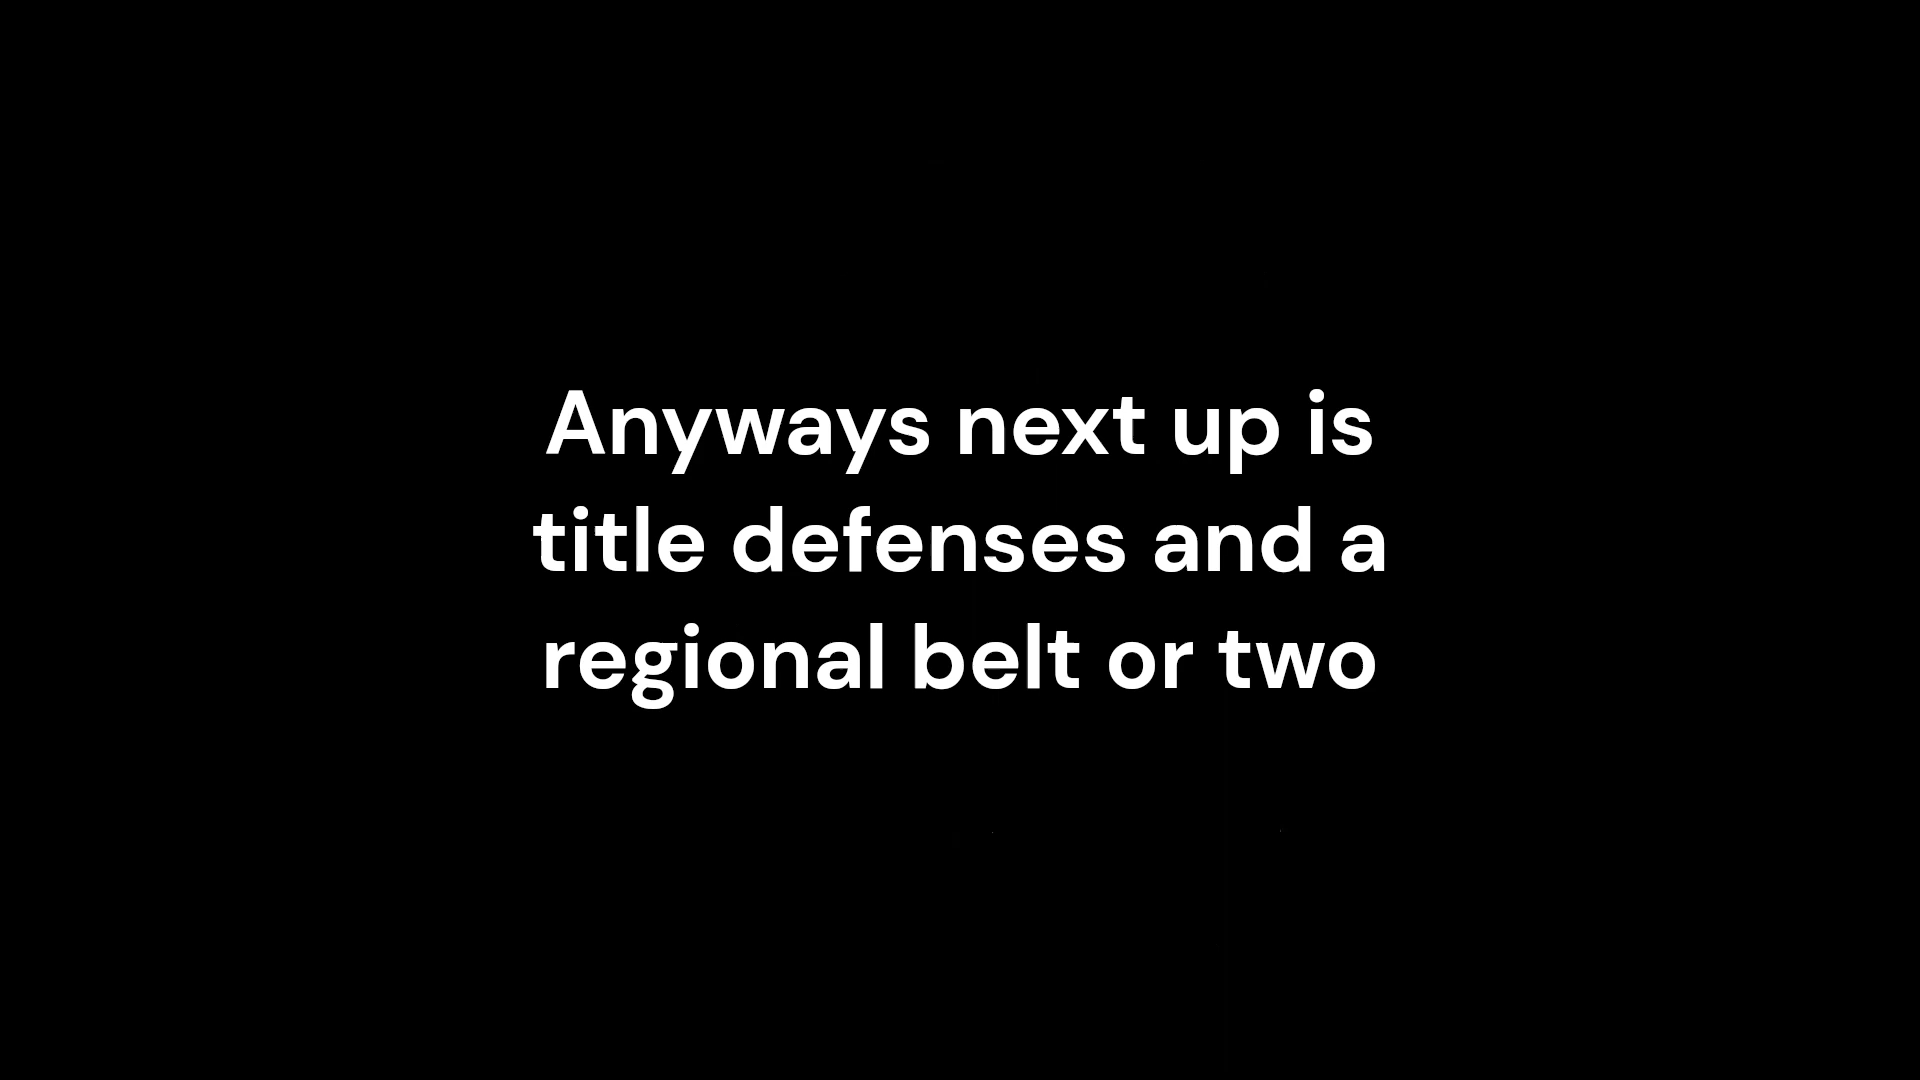 Anyways next up is
title defenses and a
regional belt or two